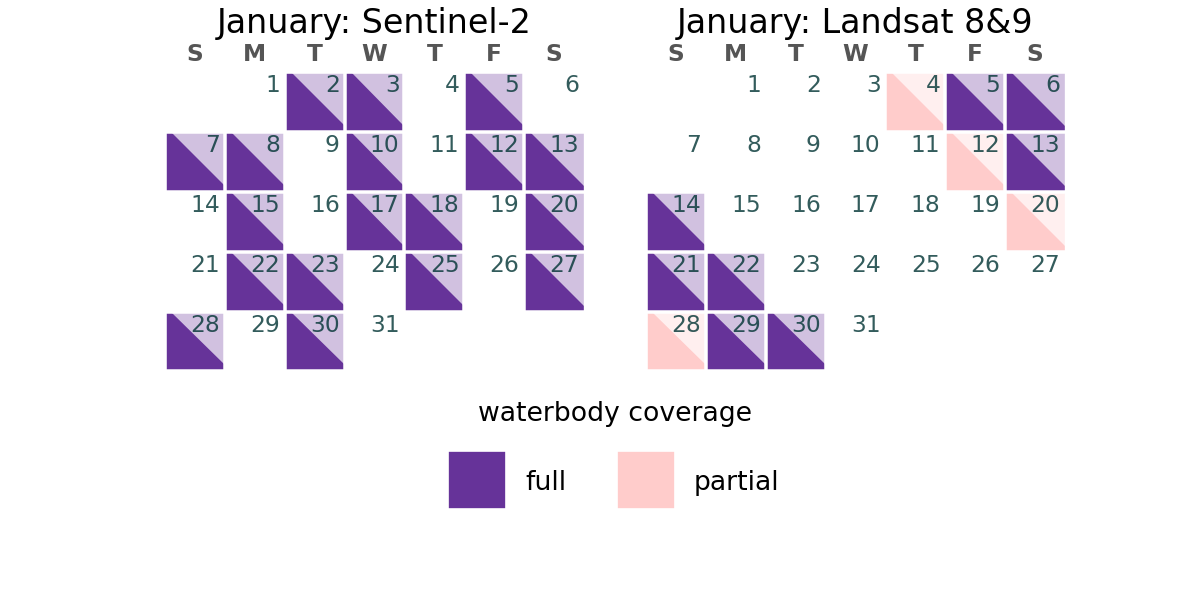 January: Sentinel-2
S M T W T F S
1 2 3 4 5 6
7 8 9 10 11 12 13
14 15 16 17 18 19 20
21 22 23 24 25 26 27
28 29 30 31
January: Landsat 8&9
S M T W T F S
1 2 3 4 5 6
7 8 9 10 11 12 13
14 15 16 17 18 19 20
21 22 23 24 25 26 27
28 29 30 31
waterbody coverage
full partial